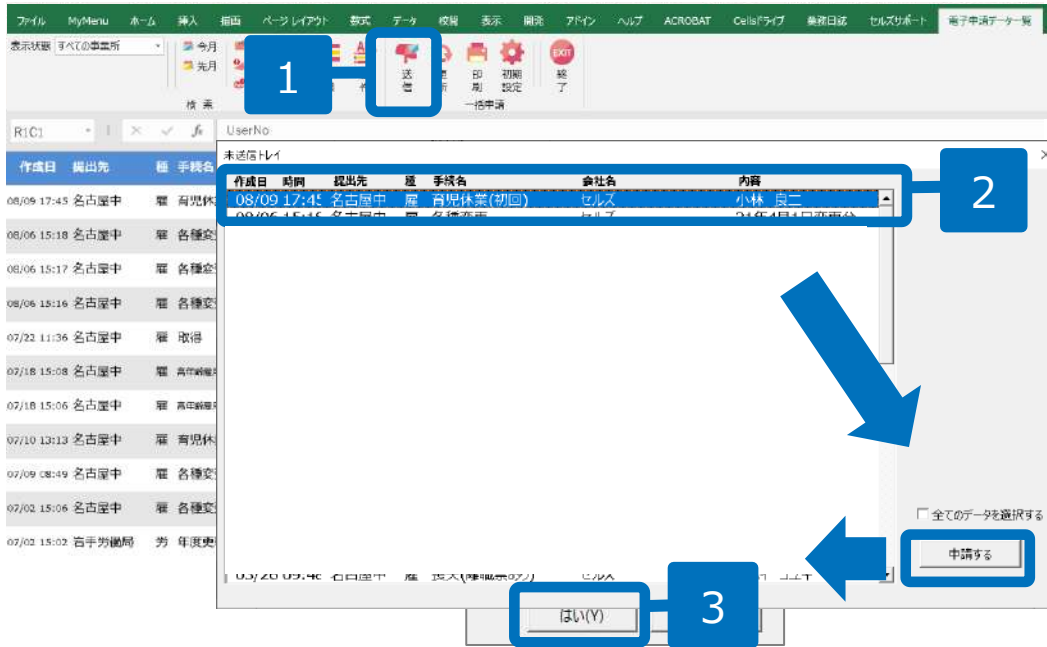 ファイル MyMenu ホーム 挿入 描画 ページレイアウト 数式 データ 校閲 表示 開発 アドイン ヘルプ ACROBAT Cellsドライブ 業務日誌 セルズサポート 電子申請データ一覧
表示状態 すべての事業所
今月
先月
検索
1
送信
印刷
初期設定
EXIT
終了
一括申請
R1C1 fx UserNo
未送信トレイ
作成日 時間 提出先 種 手続名 会社名 内容
08/09 17:45 名古屋中 雇 育児休業(初回) セルズ 小林 良二
2
作成日 提出先 種 手続名
08/09 17:45 名古屋中 雇 育児休
08/06 15:18 名古屋中 雇 各種変
08/06 15:17 名古屋中 雇 各種変
08/06 15:16 名古屋中 雇 各種変
07/22 11:36 名古屋中 雇 取得
07/18 15:08 名古屋中 雇 高年齢雇
07/18 15:06 名古屋中 雇 高年齢雇
07/10 13:13 名古屋中 雇 育児休
07/09 08:49 名古屋中 雇 各種変
07/02 15:06 名古屋中 雇 各種変
07/02 15:02 岩手労働局 労 年度更
全てのデータを選択する
申請する
はい(Y)
3